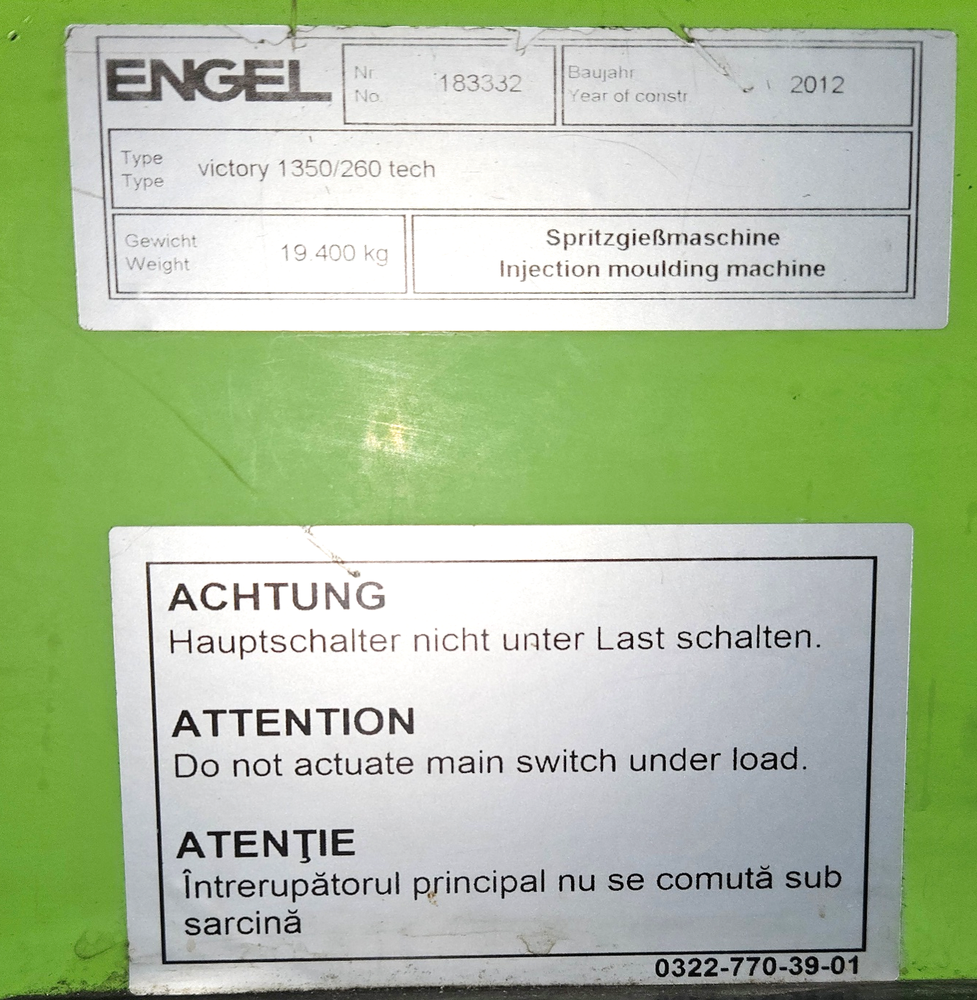 ENGEL
Nr
No.
183332
Baujahr
Year of constr
2012
Type
Type
victory 1350/260 tech
Gewicht
Weight
19.400 kg
Spritzgießmaschine
Injection moulding machine
ACHTUNG
Hauptschalter nicht unter Last schalten.
ATTENTION
Do not actuate main switch under load.
ATENŢIE
Întrerupătorul principal nu se comută sub
sarcină
0322-770-39-01